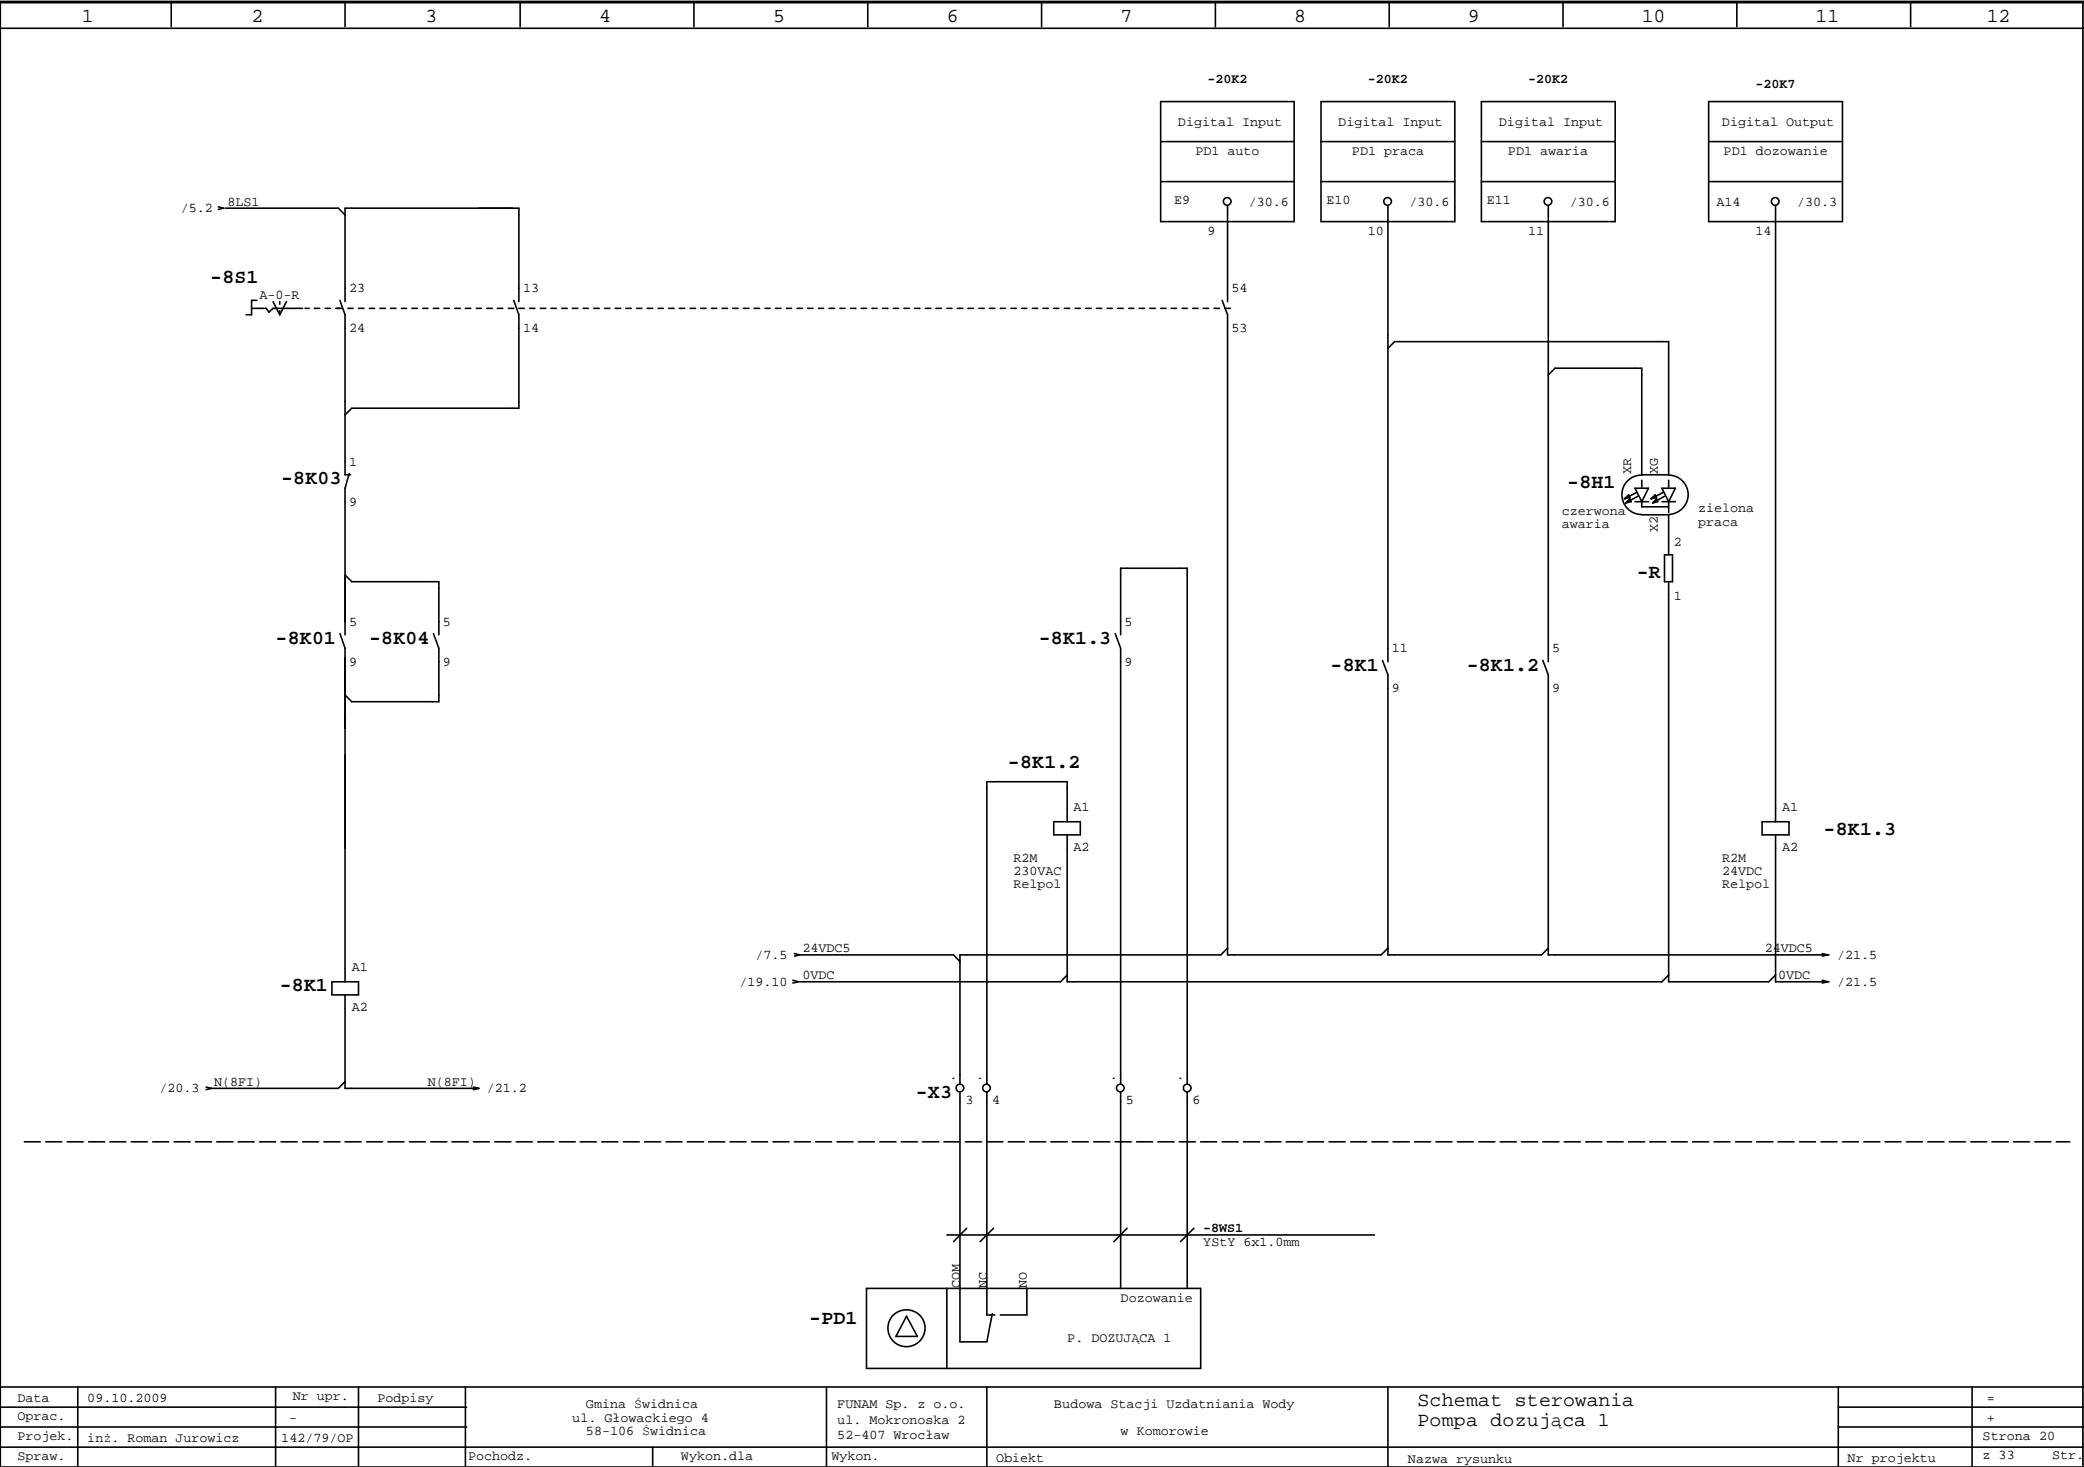 1 2 3 4 5 6 7 8 9 10 11 12
-20K2 -20K2 -20K2 -20K7
Digital Input Digital Input Digital Input Digital Output
PD1 auto PD1 praca PD1 awaria PD1 dozowanie
E9 /30.6 E10 /30.6 E11 /30.6 A14 /30.3
9 10 11 14
/5.2 8LS1
-8S1
A-0-R
23 13 54
24 14 53
1
-8K03
9
XR XG
-8H1
czerwona
awaria
zielona
praca
X2
2
-R
1
5 5 5
-8K01 -8K04 -8K1.3
9 9 9
11 5
-8K1 -8K1.2
9 9
-8K1.2
A1 A1
-8K1.3
A2 A2
R2M
230VAC
Relpol
R2M
24VDC
Relpol
/7.5 24VDC5 24VDC5 /21.5
/19.10 0VDC 0VDC /21.5
A1
-8K1
A2
/20.3 N(8FI) N(8FI) /21.2
-X3 3 4 5 6
-8WS1
YStY 6x1.0mm
COM NC NO
Dozowanie
-PD1
P. DOZUJĄCA 1
Data 09.10.2009 Nr upr. Podpisy
Oprac. -
Projek. inż. Roman Jurowicz 142/79/OP
Spraw.
Gmina Świdnica
ul. Głowackiego 4
58-106 Świdnica
Pochodz. Wykon.dla
FUNAM Sp. z o.o.
ul. Mokronoska 2
52-407 Wrocław
Wykon.
Budowa Stacji Uzdatniania Wody
w Komorowie
Obiekt
Schemat sterowania
Pompa dozująca 1
Nazwa rysunku
Nr projektu
=
+
Strona 20
z 33 Str.